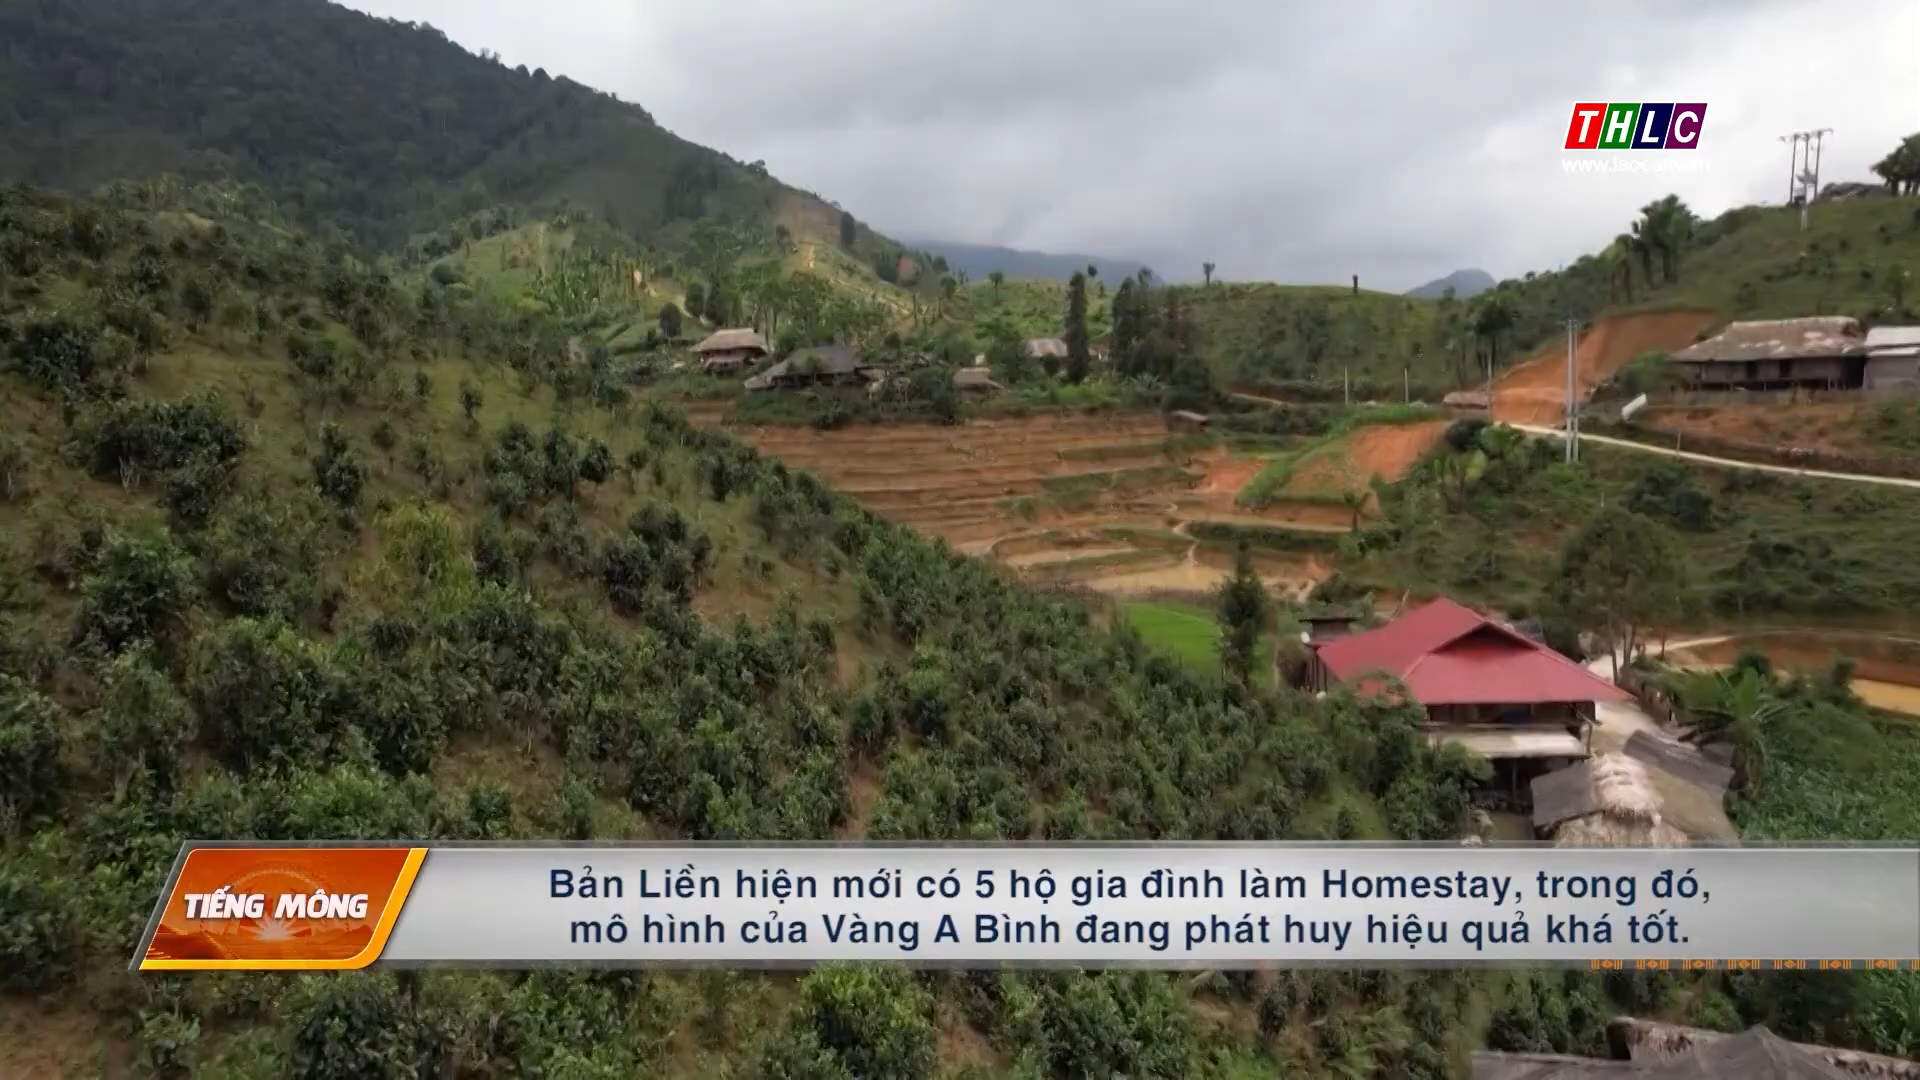 THLC
TIẾNG MÔNG
Bản Liền hiện mới có 5 hộ gia đình làm Homestay, trong đó,
mô hình của Vàng A Bình đang phát huy hiệu quả khá tốt.